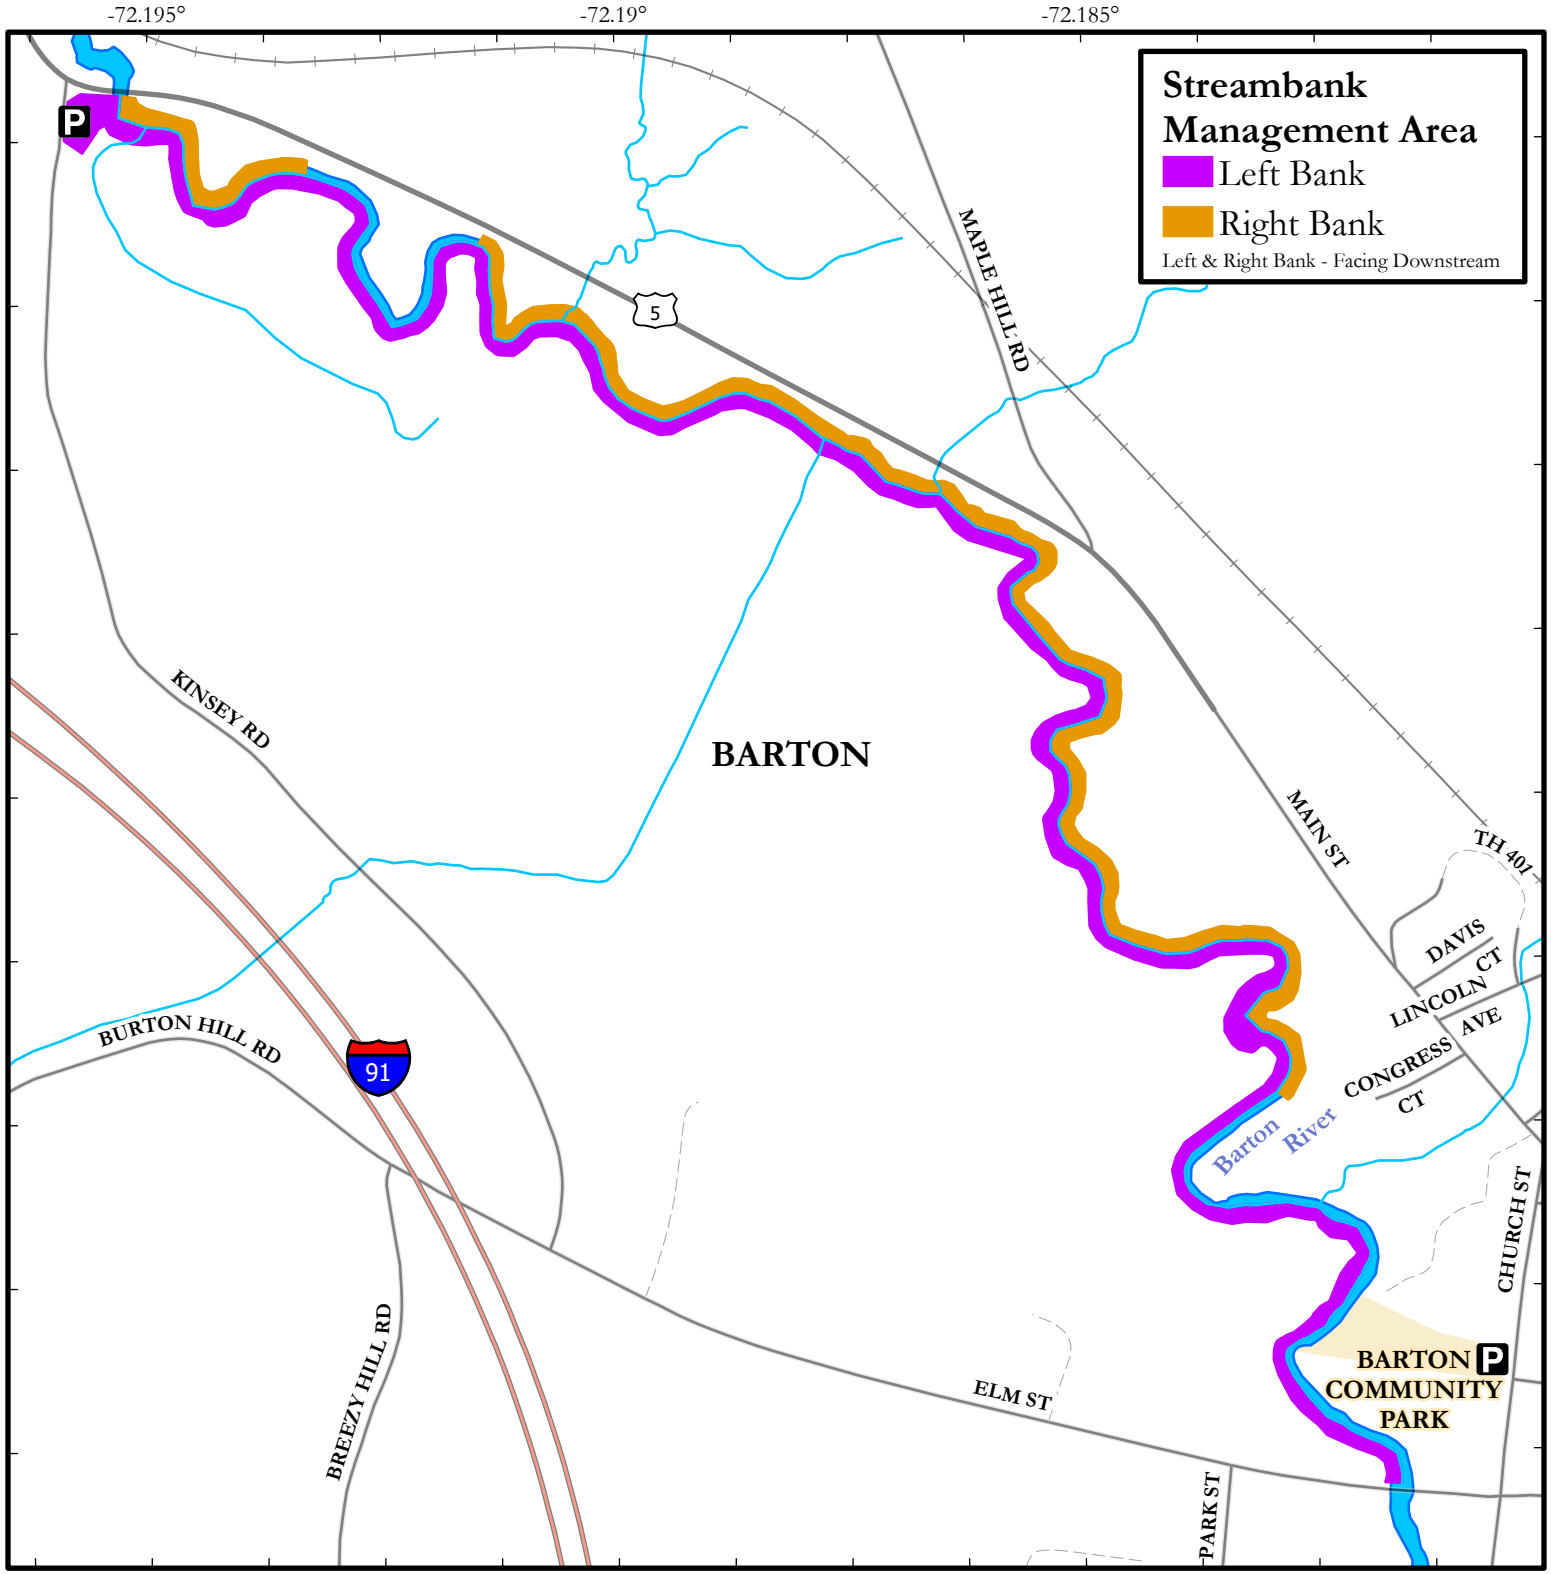 -72.195°
-72.19°
-72.185°
Streambank
Management Area
Left Bank
Right Bank
Left & Right Bank - Facing Downstream
P
MAPLE HILL RD
5
KINSEY RD
BARTON
MAIN ST
TH 401
DAVIS
CT
LINCOLN
AVE
CONGRESS
CT
BURTON HILL RD
91
Barton
River
CHURCH ST
BREEZY HILL RD
BARTON
P
COMMUNITY
PARK
ELM ST
PARK ST